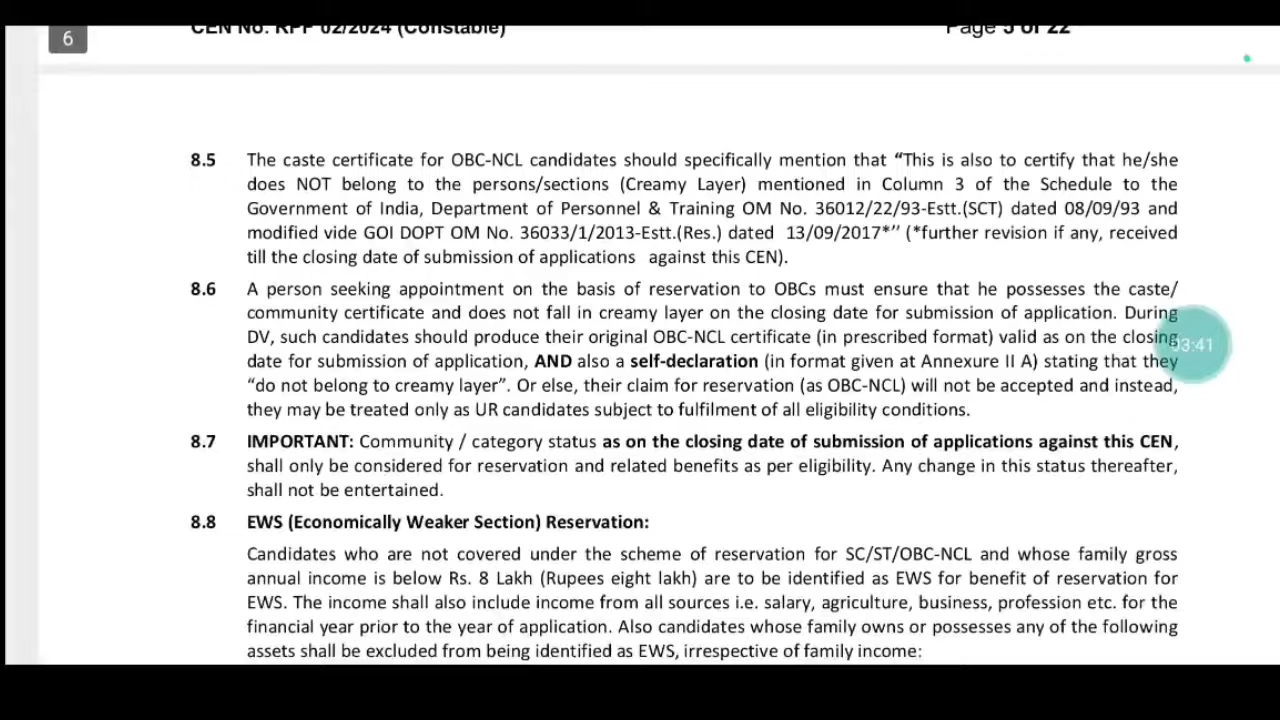 6
CEN No. RPF 02/2024 (Constable)
Page 5 of 22
8.5 The caste certificate for OBC-NCL candidates should specifically mention that “This is also to certify that he/she
does NOT belong to the persons/sections (Creamy Layer) mentioned in Column 3 of the Schedule to the
Government of India, Department of Personnel & Training OM No. 36012/22/93-Estt.(SCT) dated 08/09/93 and
modified vide GOI DOPT OM No. 36033/1/2013-Estt.(Res.) dated 13/09/2017*” (*further revision if any, received
till the closing date of submission of applications against this CEN).
8.6 A person seeking appointment on the basis of reservation to OBCs must ensure that he possesses the caste/
community certificate and does not fall in creamy layer on the closing date for submission of application. During
DV, such candidates should produce their original OBC-NCL certificate (in prescribed format) valid as on the closing
date for submission of application, AND also a self-declaration (in format given at Annexure II A) stating that they
“do not belong to creamy layer”. Or else, their claim for reservation (as OBC-NCL) will not be accepted and instead,
they may be treated only as UR candidates subject to fulfilment of all eligibility conditions.
03:41
8.7 IMPORTANT: Community / category status as on the closing date of submission of applications against this CEN,
shall only be considered for reservation and related benefits as per eligibility. Any change in this status thereafter,
shall not be entertained.
8.8 EWS (Economically Weaker Section) Reservation:
Candidates who are not covered under the scheme of reservation for SC/ST/OBC-NCL and whose family gross
annual income is below Rs. 8 Lakh (Rupees eight lakh) are to be identified as EWS for benefit of reservation for
EWS. The income shall also include income from all sources i.e. salary, agriculture, business, profession etc. for the
financial year prior to the year of application. Also candidates whose family owns or possesses any of the following
assets shall be excluded from being identified as EWS, irrespective of family income: